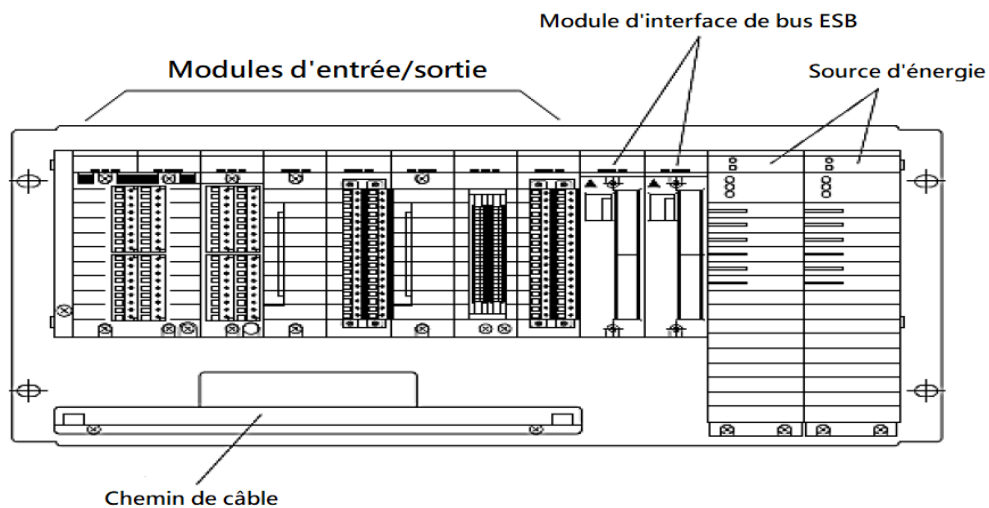 Module d'interface de bus ESB
Modules d'entrée/sortie
Source d'énergie
Chemin de câble